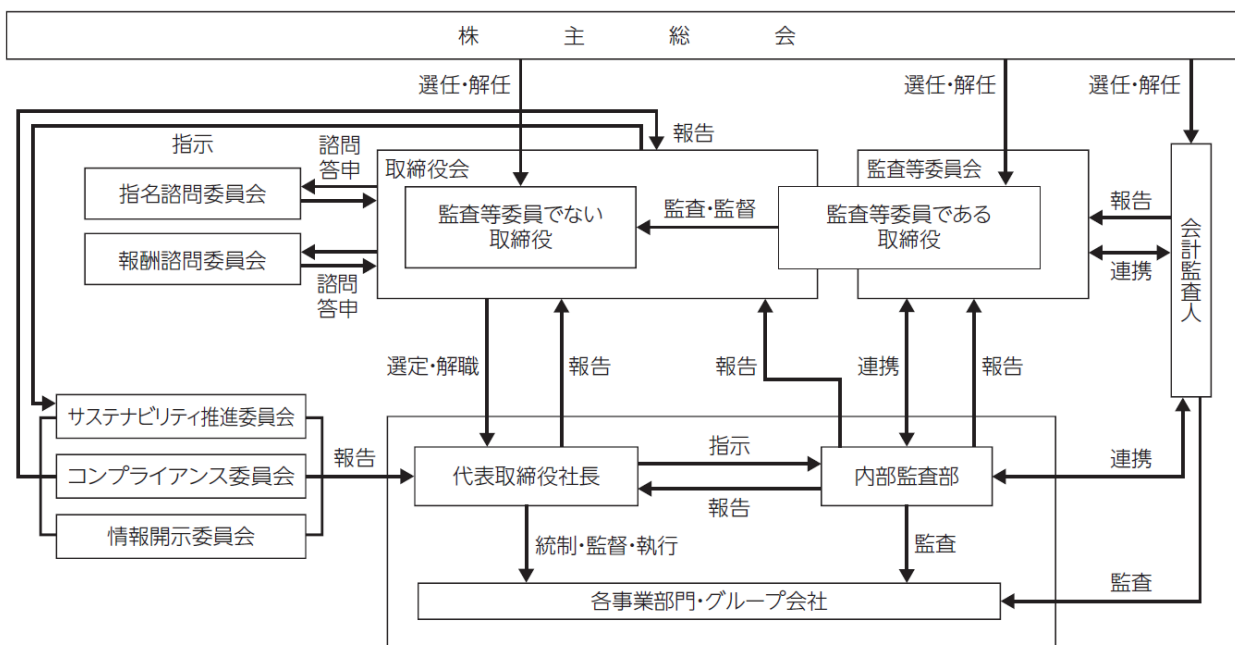 株主総会
選任・解任
選任・解任
選任・解任
報告
指示
諮問
答申
取締役会
監査等委員会
指名諮問委員会
監査等委員でない
取締役
監査・監督
監査等委員である
取締役
報告
会計監査人
報酬諮問委員会
連携
諮問
答申
選定・解職
報告
報告
連携
報告
サステナビリティ推進委員会
コンプライアンス委員会
情報開示委員会
報告
代表取締役社長
指示
報告
内部監査部
連携
統制・監督・執行
監査
監査
各事業部門・グループ会社